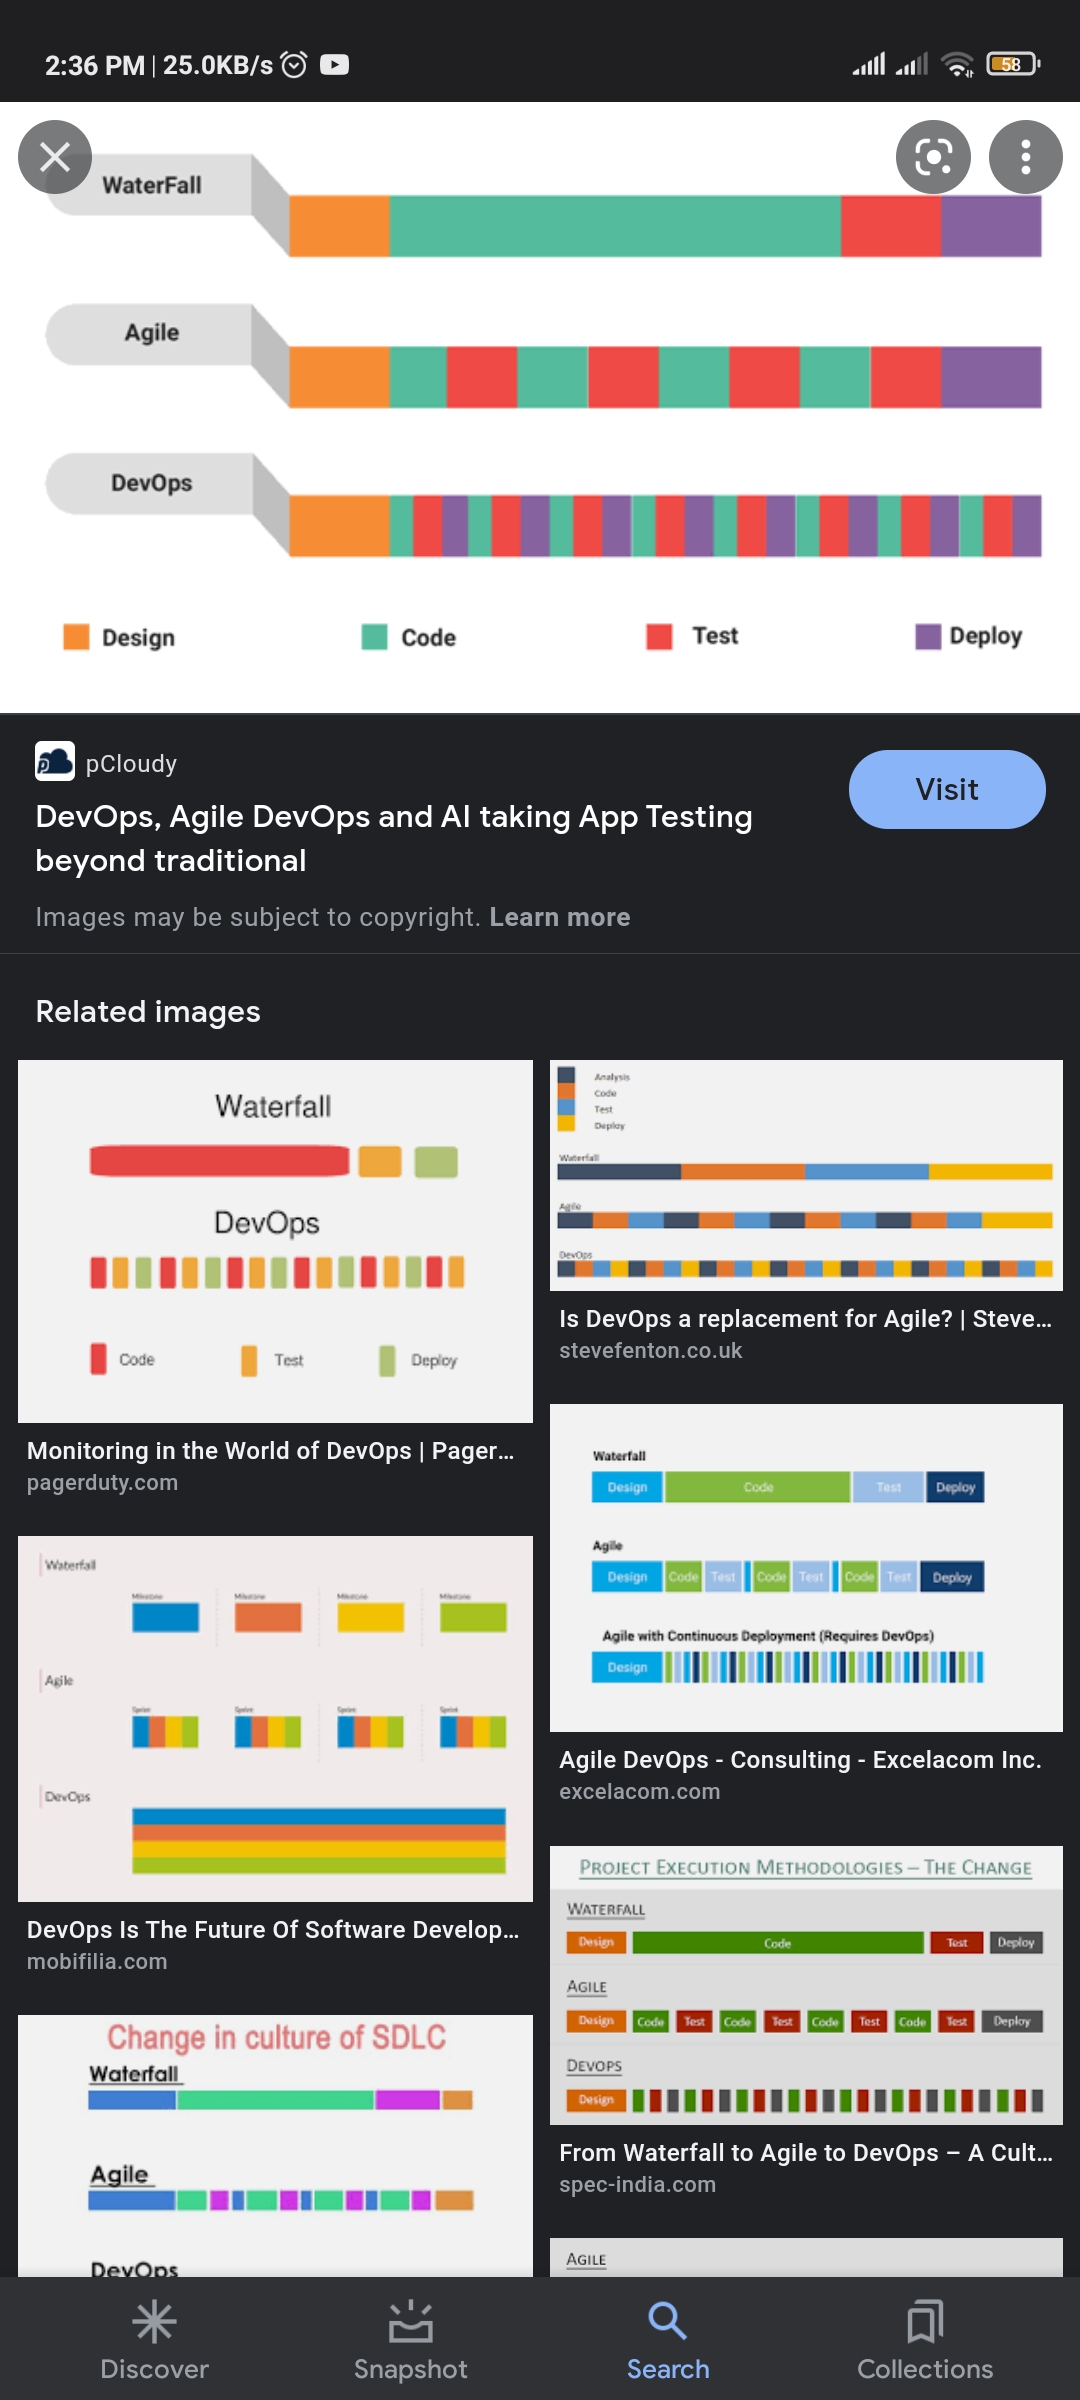 2:36 PM | 25.0KB/s
58
WaterFall
Agile
DevOps
Design Code Test Deploy
pCloudy
DevOps, Agile DevOps and AI taking App Testing
beyond traditional
Visit
Images may be subject to copyright. Learn more
Related images
Waterfall
DevOps
Code Test Deploy
Monitoring in the World of DevOps | Pager...
pagerduty.com
Analysis
Code
Test
Deploy
Waterfall
Agile
DevOps
Is DevOps a replacement for Agile? | Steve...
stevefenton.co.uk
Waterfall
Milestone Milestone Milestone Milestone
Agile
Sprint Sprint Sprint Sprint
DevOps
DevOps Is The Future Of Software Develop...
mobifilia.com
Waterfall
Design Code Test Deploy
Agile
Design Code Test Code Test Code Test Deploy
Agile with Continuous Deployment (Requires DevOps)
Design
Agile DevOps - Consulting - Excelacom Inc.
excelacom.com
Change in culture of SDLC
Waterfall
Agile
DevOps
PROJECT EXECUTION METHODOLOGIES – THE CHANGE
WATERFALL
Design Code Test Deploy
AGILE
Design Code Test Code Test Code Test Code Test Deploy
DEVOPS
Design
From Waterfall to Agile to DevOps – A Cult...
spec-india.com
AGILE
Discover Snapshot Search Collections